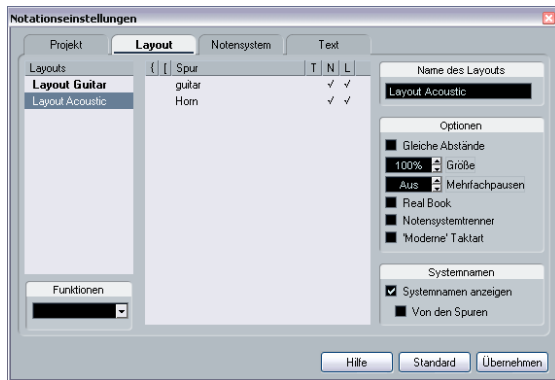 Notationseinstellungen
Projekt Layout Notensystem Text
Layouts
Layout Guitar
Layout Acoustic
{ [ Spur T N L
guitar √ √
Horn √ √
Name des Layouts
Layout Acoustic
Optionen
Gleiche Abstände
100% Größe
Aus Mehrfachpausen
Real Book
Notensystemtrenner
'Moderne' Taktart
Systemnamen
Systemnamen anzeigen
Von den Spuren
Funktionen
Hilfe Standard Übernehmen